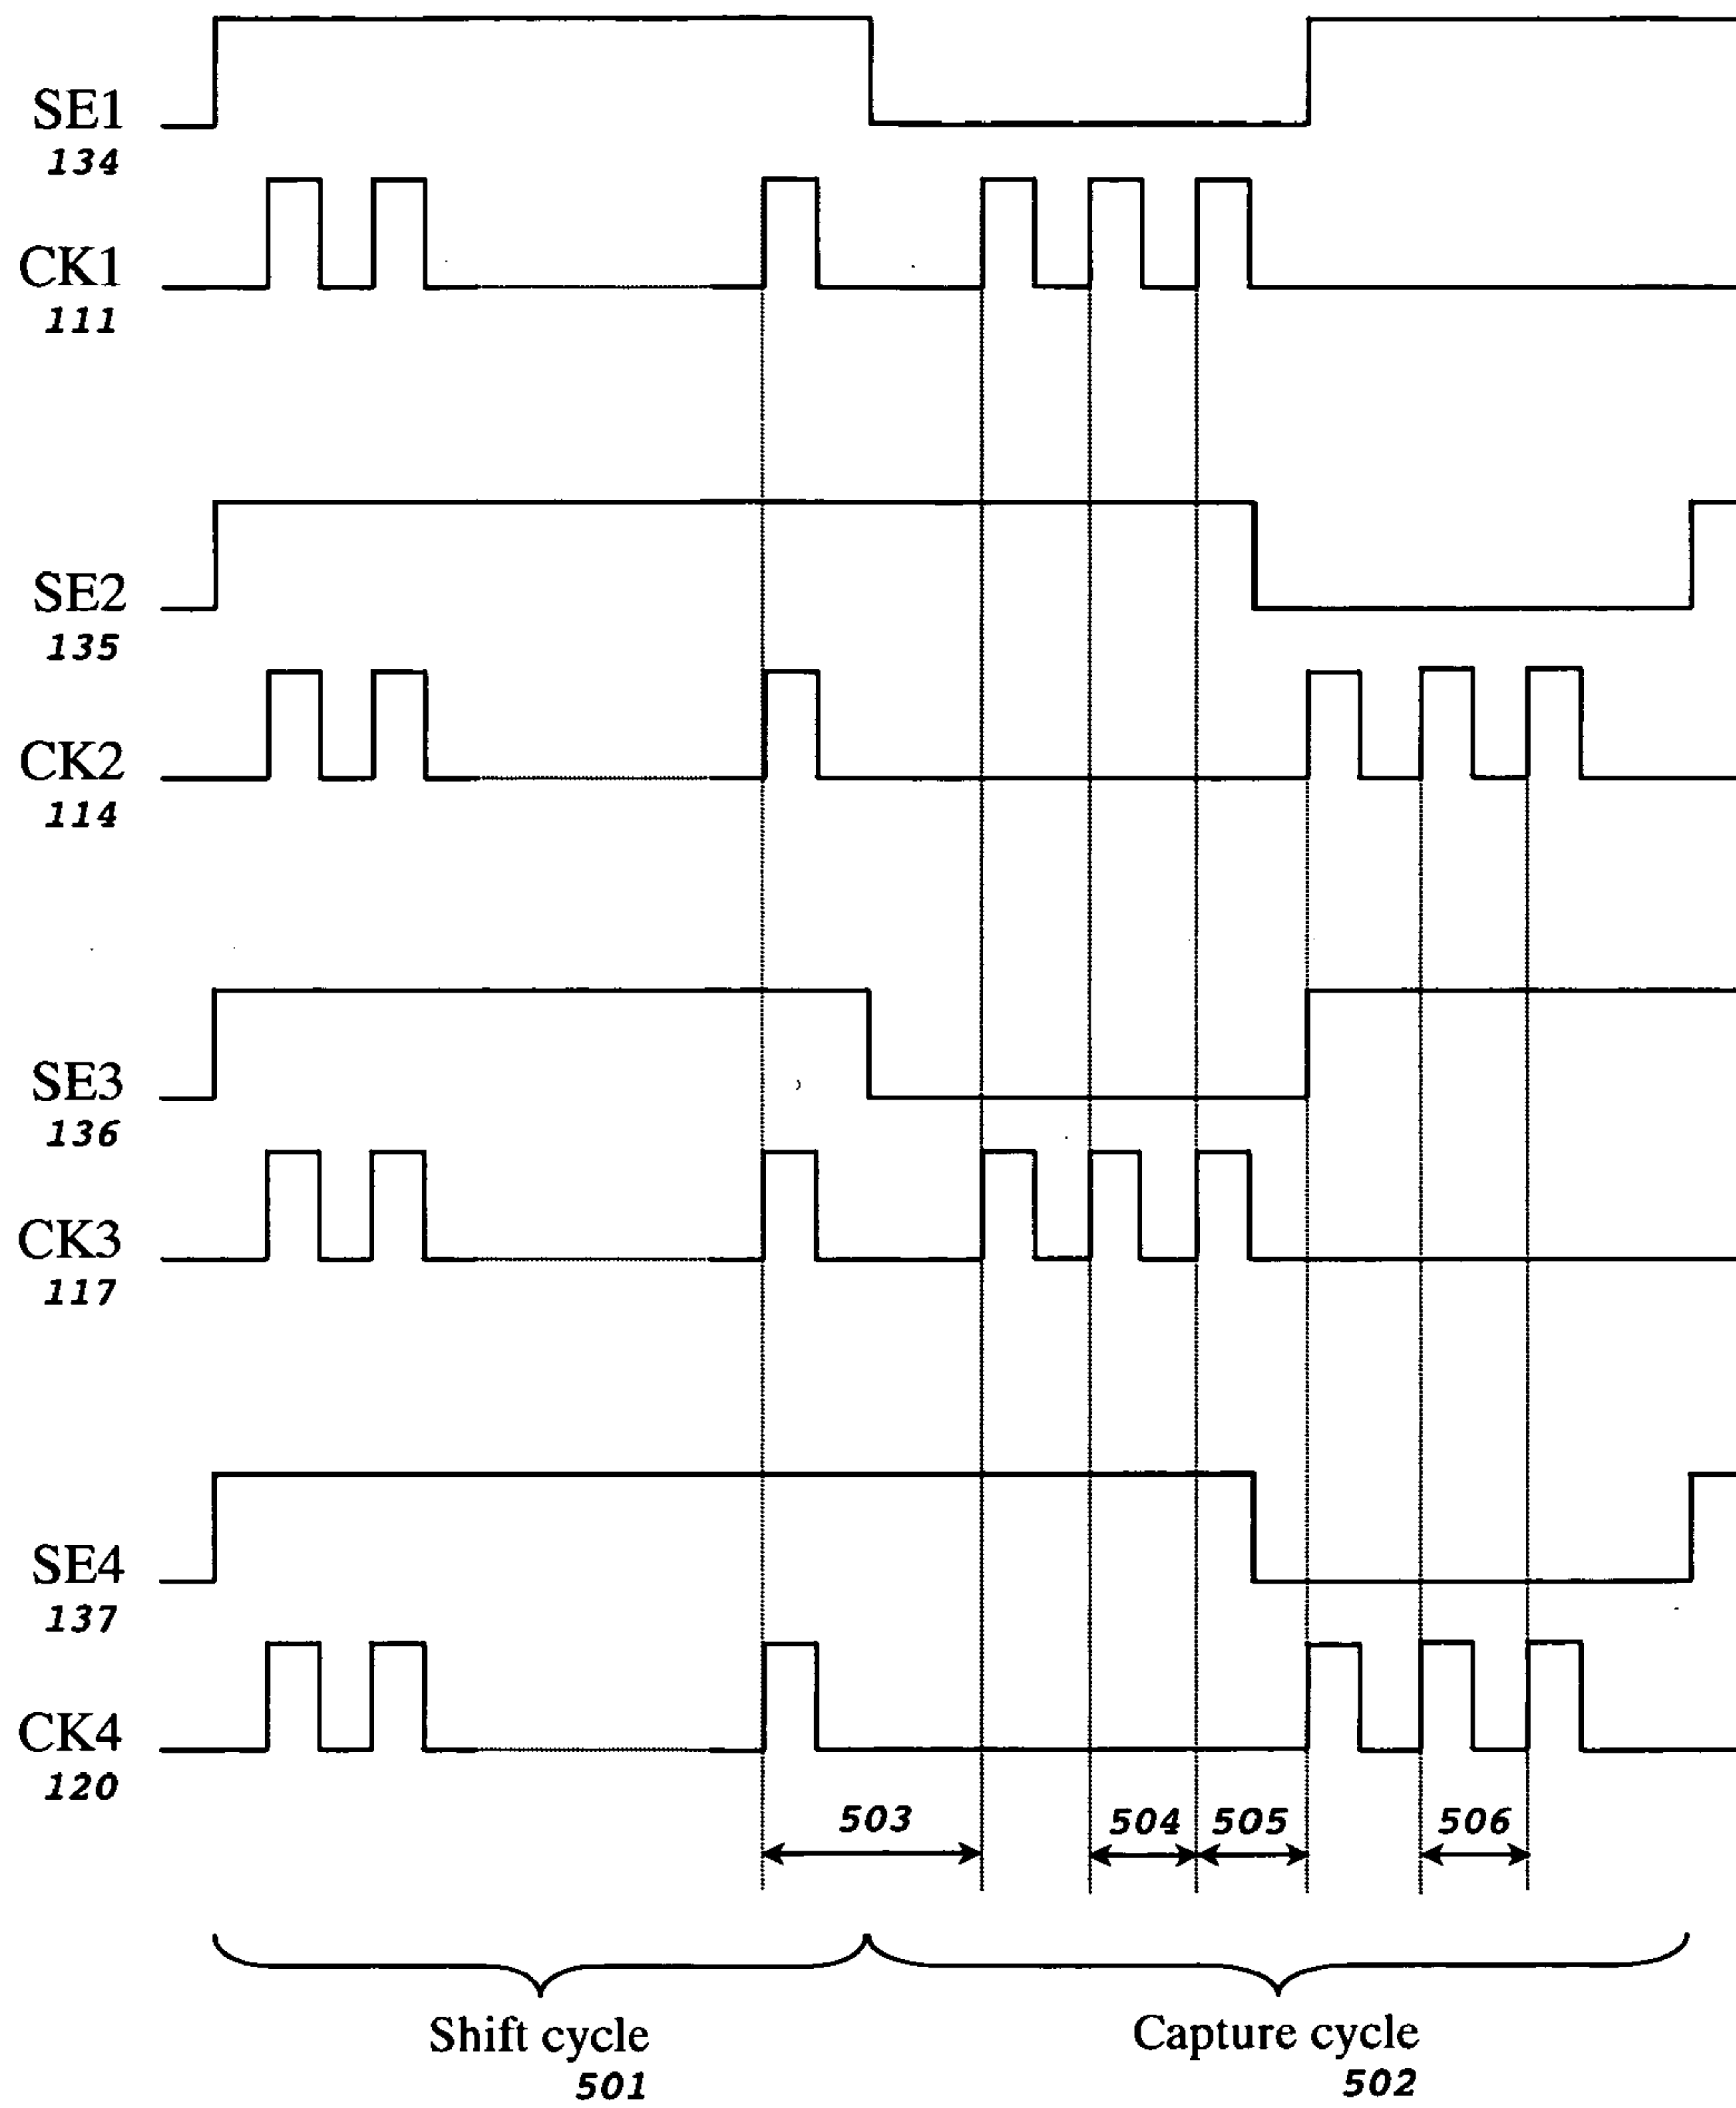 SE1
134
CK1
111
SE2
135
CK2
114
SE3
136
CK3
117
SE4
137
CK4
120
503
504
505
506
Shift cycle
501
Capture cycle
502